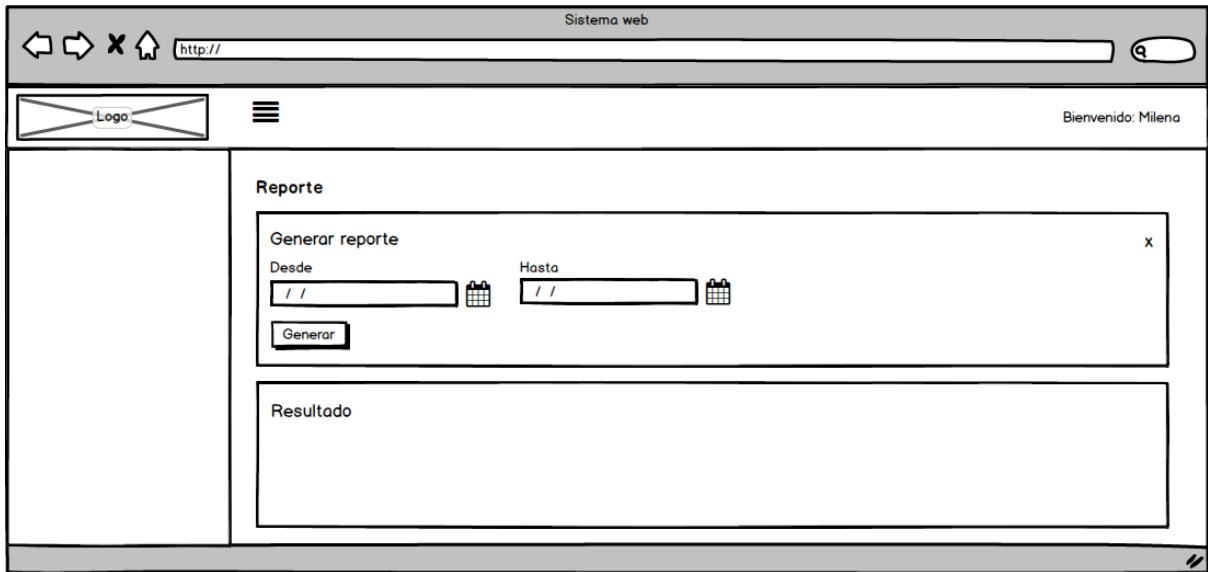 Sistema web
http://
Logo
Bienvenido: Milena
Reporte
Generar reporte
x
Desde
Hasta
/ /
/ /
Generar
Resultado